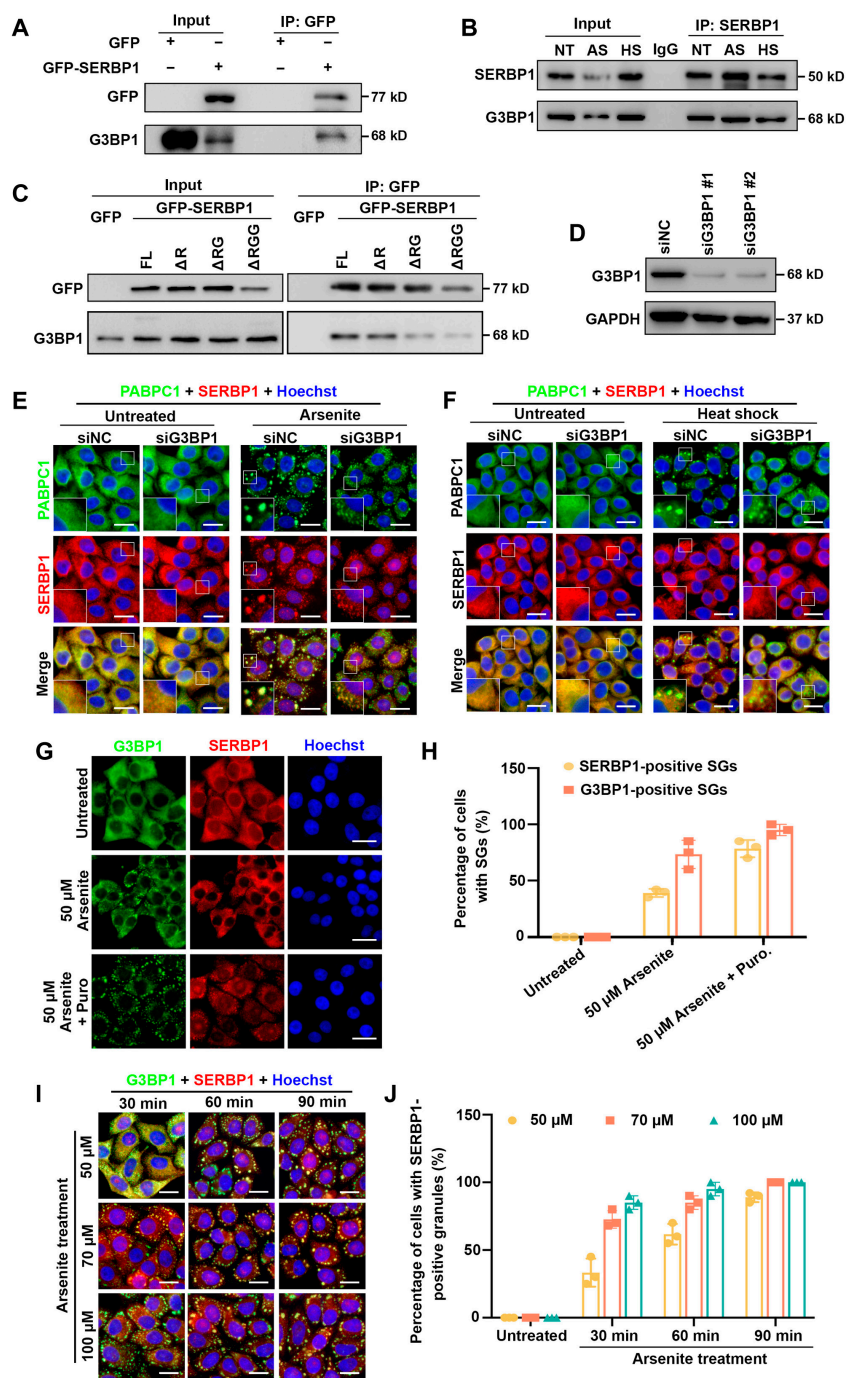 A
Input
IP: GFP
GFP
+
–
+
–
GFP-SERBP1
–
+
–
+
GFP
77 kD
G3BP1
68 kD
B
Input
IP: SERBP1
NT
AS
HS
IgG
NT
AS
HS
SERBP1
50 kD
G3BP1
68 kD
C
Input
IP: GFP
GFP
GFP-SERBP1
GFP
GFP-SERBP1
FL
ΔR
ΔRG
ΔRGG
FL
ΔR
ΔRG
ΔRGG
GFP
77 kD
G3BP1
68 kD
D
siNC
siG3BP1 #1
siG3BP1 #2
G3BP1
68 kD
GAPDH
37 kD
E
PABPC1 + SERBP1 + Hoechst
Untreated
Arsenite
siNC
siG3BP1
siNC
siG3BP1
PABPC1
SERBP1
Merge
F
PABPC1 + SERBP1 + Hoechst
Untreated
Heat shock
siNC
siG3BP1
siNC
siG3BP1
PABPC1
SERBP1
Merge
G
G3BP1
SERBP1
Hoechst
Untreated
50 µM
Arsenite
50 µM
Arsenite
+ Puro
H
SERBP1-positive SGs
G3BP1-positive SGs
Percentage of cells
with SGs (%)
150
100
50
0
Untreated
50 µM Arsenite
50 µM Arsenite + Puro.
I
G3BP1 + SERBP1 + Hoechst
30 min
60 min
90 min
Arsenite treatment
50 µM
70 µM
100 µM
J
50 µM
70 µM
100 µM
Percentage of cells with SERBP1-
positive granules (%)
150
100
50
0
Untreated
30 min
60 min
90 min
Arsenite treatment